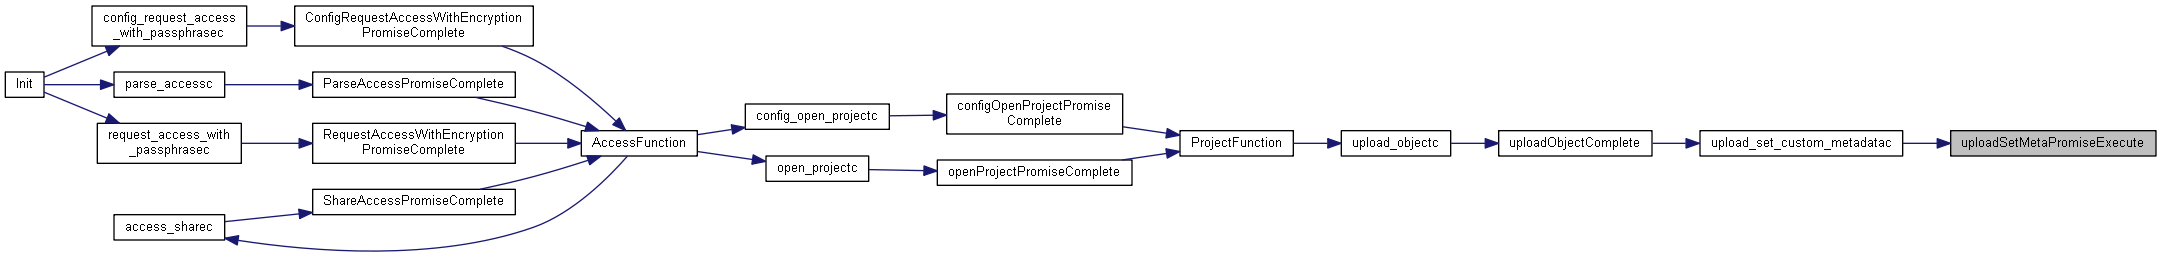 Init
config_request_access
_with_passphrasec
parse_accessc
request_access_with
_passphrasec
access_sharec
ConfigRequestAccessWithEncryption
PromiseComplete
ParseAccessPromiseComplete
RequestAccessWithEncryption
PromiseComplete
ShareAccessPromiseComplete
AccessFunction
config_open_projectc
open_projectc
configOpenProjectPromise
Complete
openProjectPromiseComplete
ProjectFunction
upload_objectc
uploadObjectComplete
upload_set_custom_metadatac
uploadSetMetaPromiseExecute